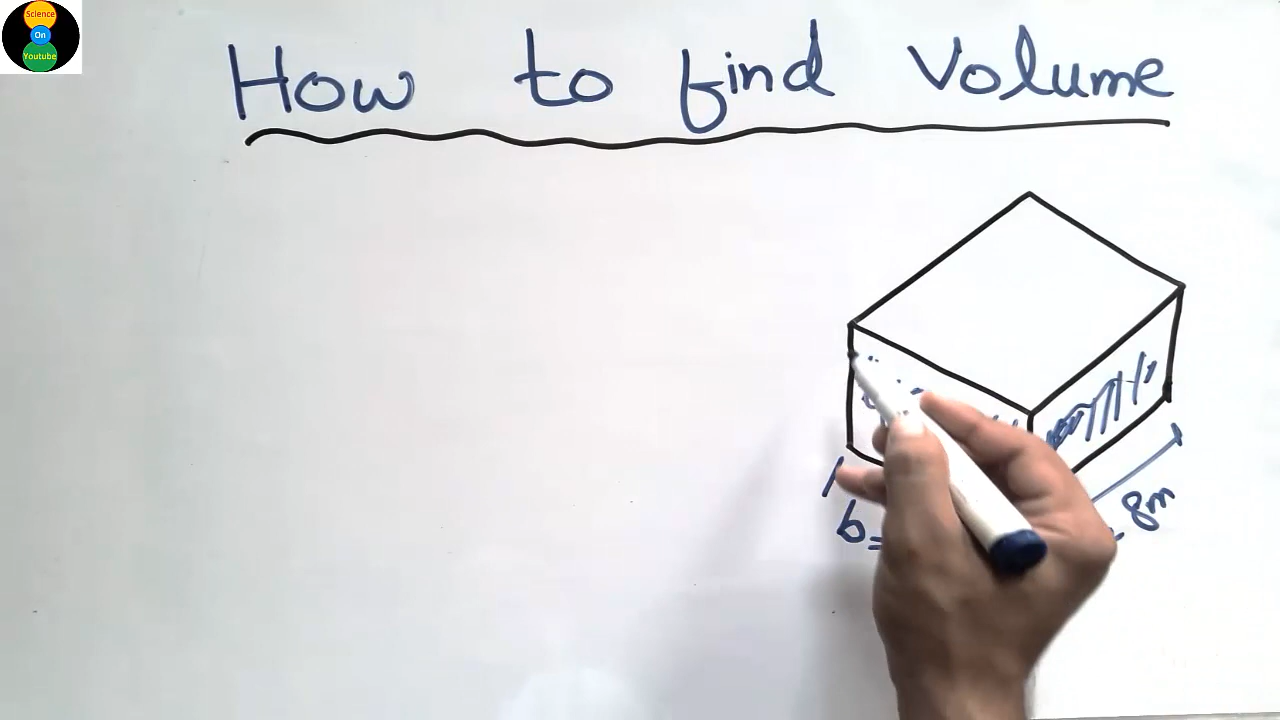 Science
On
Youtube
How to find Volume
b=
= 8m